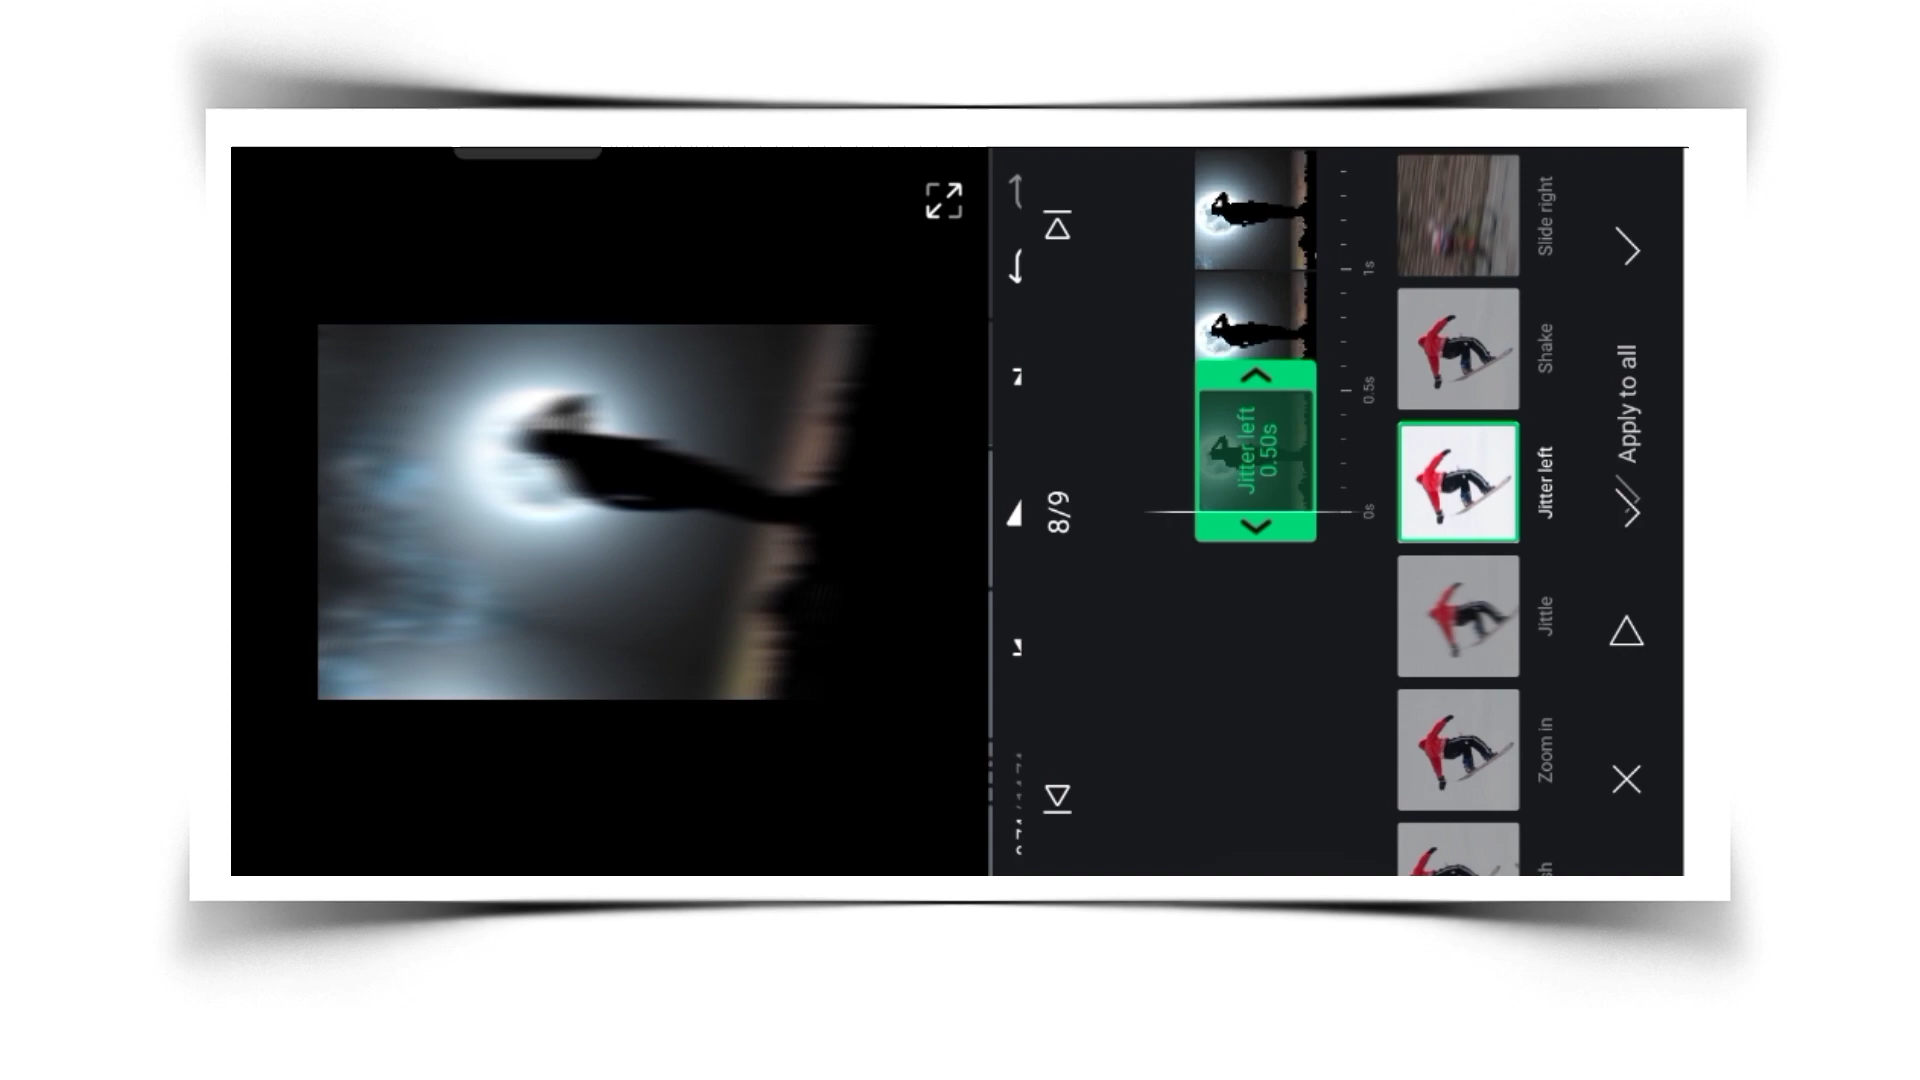 8/9
Jitter left
0.50s
0s
0.5s
1s
sh
Zoom in
Jittle
Jitter left
Shake
Slide right
Apply to all